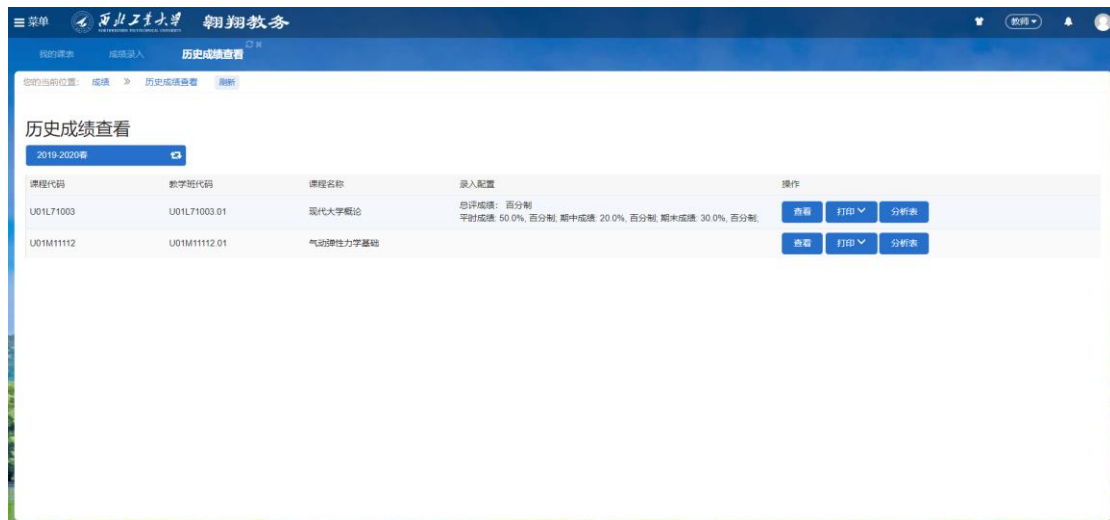 菜单 西北工业大学 翱翔教务 教师
我的课表 成绩录入 历史成绩查看
您的当前位置: 成绩 》 历史成绩查看 刷新
历史成绩查看
2019-2020春
课程代码 教学班代码 课程名称 录入配置 操作
U01L71003 U01L71003.01 现代大学概论 总评成绩: 百分制
平时成绩: 50.0%, 百分制; 期中成绩: 20.0%, 百分制; 期末成绩: 30.0%, 百分制;
查看 打印 分析表
U01M11112 U01M11112.01 气动弹性力学基础 查看 打印 分析表